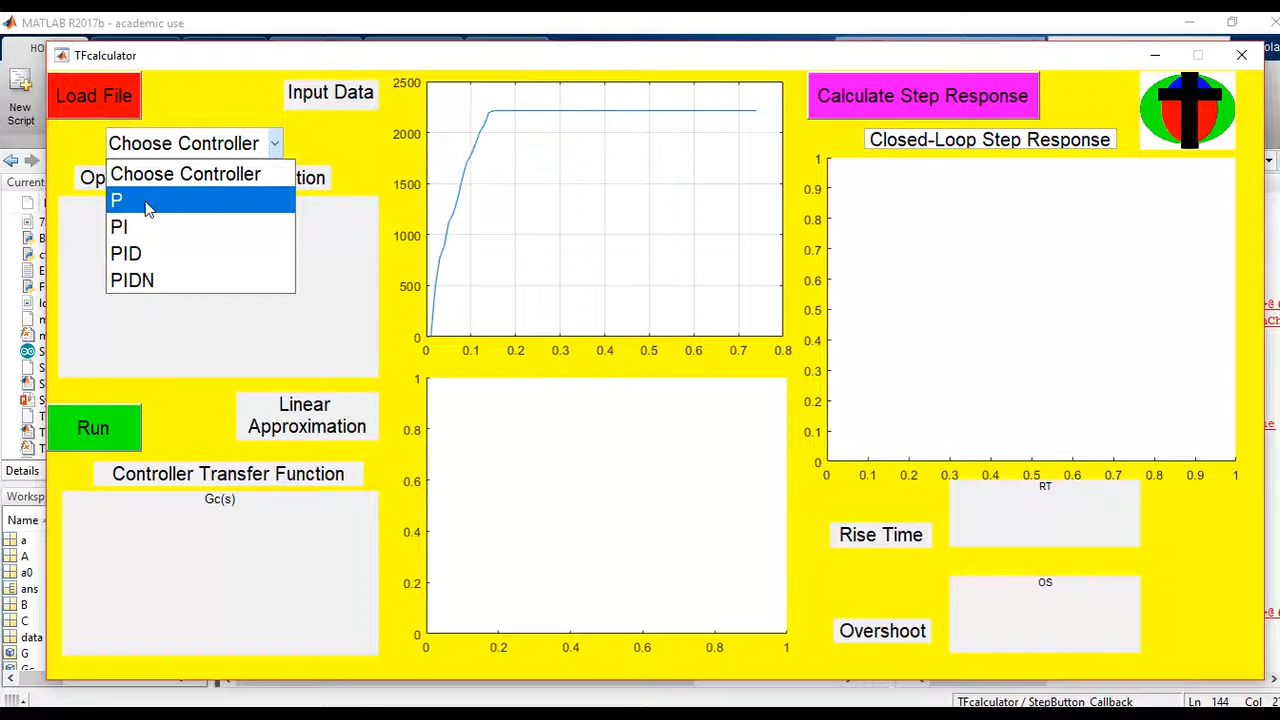 MATLAB R2017b - academic use
HO
TFcalculator
New
Script
Load File
Input Data
Choose Controller
Choose Controller
P
PI
PID
PIDN
Op
tion
Run
Linear
Approximation
Controller Transfer Function
Gc(s)
2500
2000
1500
1000
500
0
0 0.1 0.2 0.3 0.4 0.5 0.6 0.7 0.8
1
0.8
0.6
0.4
0.2
0
0 0.2 0.4 0.6 0.8 1
Calculate Step Response
Closed-Loop Step Response
1
0.9
0.8
0.7
0.6
0.5
0.4
0.3
0.2
0.1
0
0 0.1 0.2 0.3 0.4 0.5 0.6 0.7 0.8 0.9 1
RT
Rise Time
OS
Overshoot
Current
Details
Worksp
Name
a
A
a0
ans
B
C
data
G
Gc
TFcalculator / StepButton_Callback
Ln 144 Col